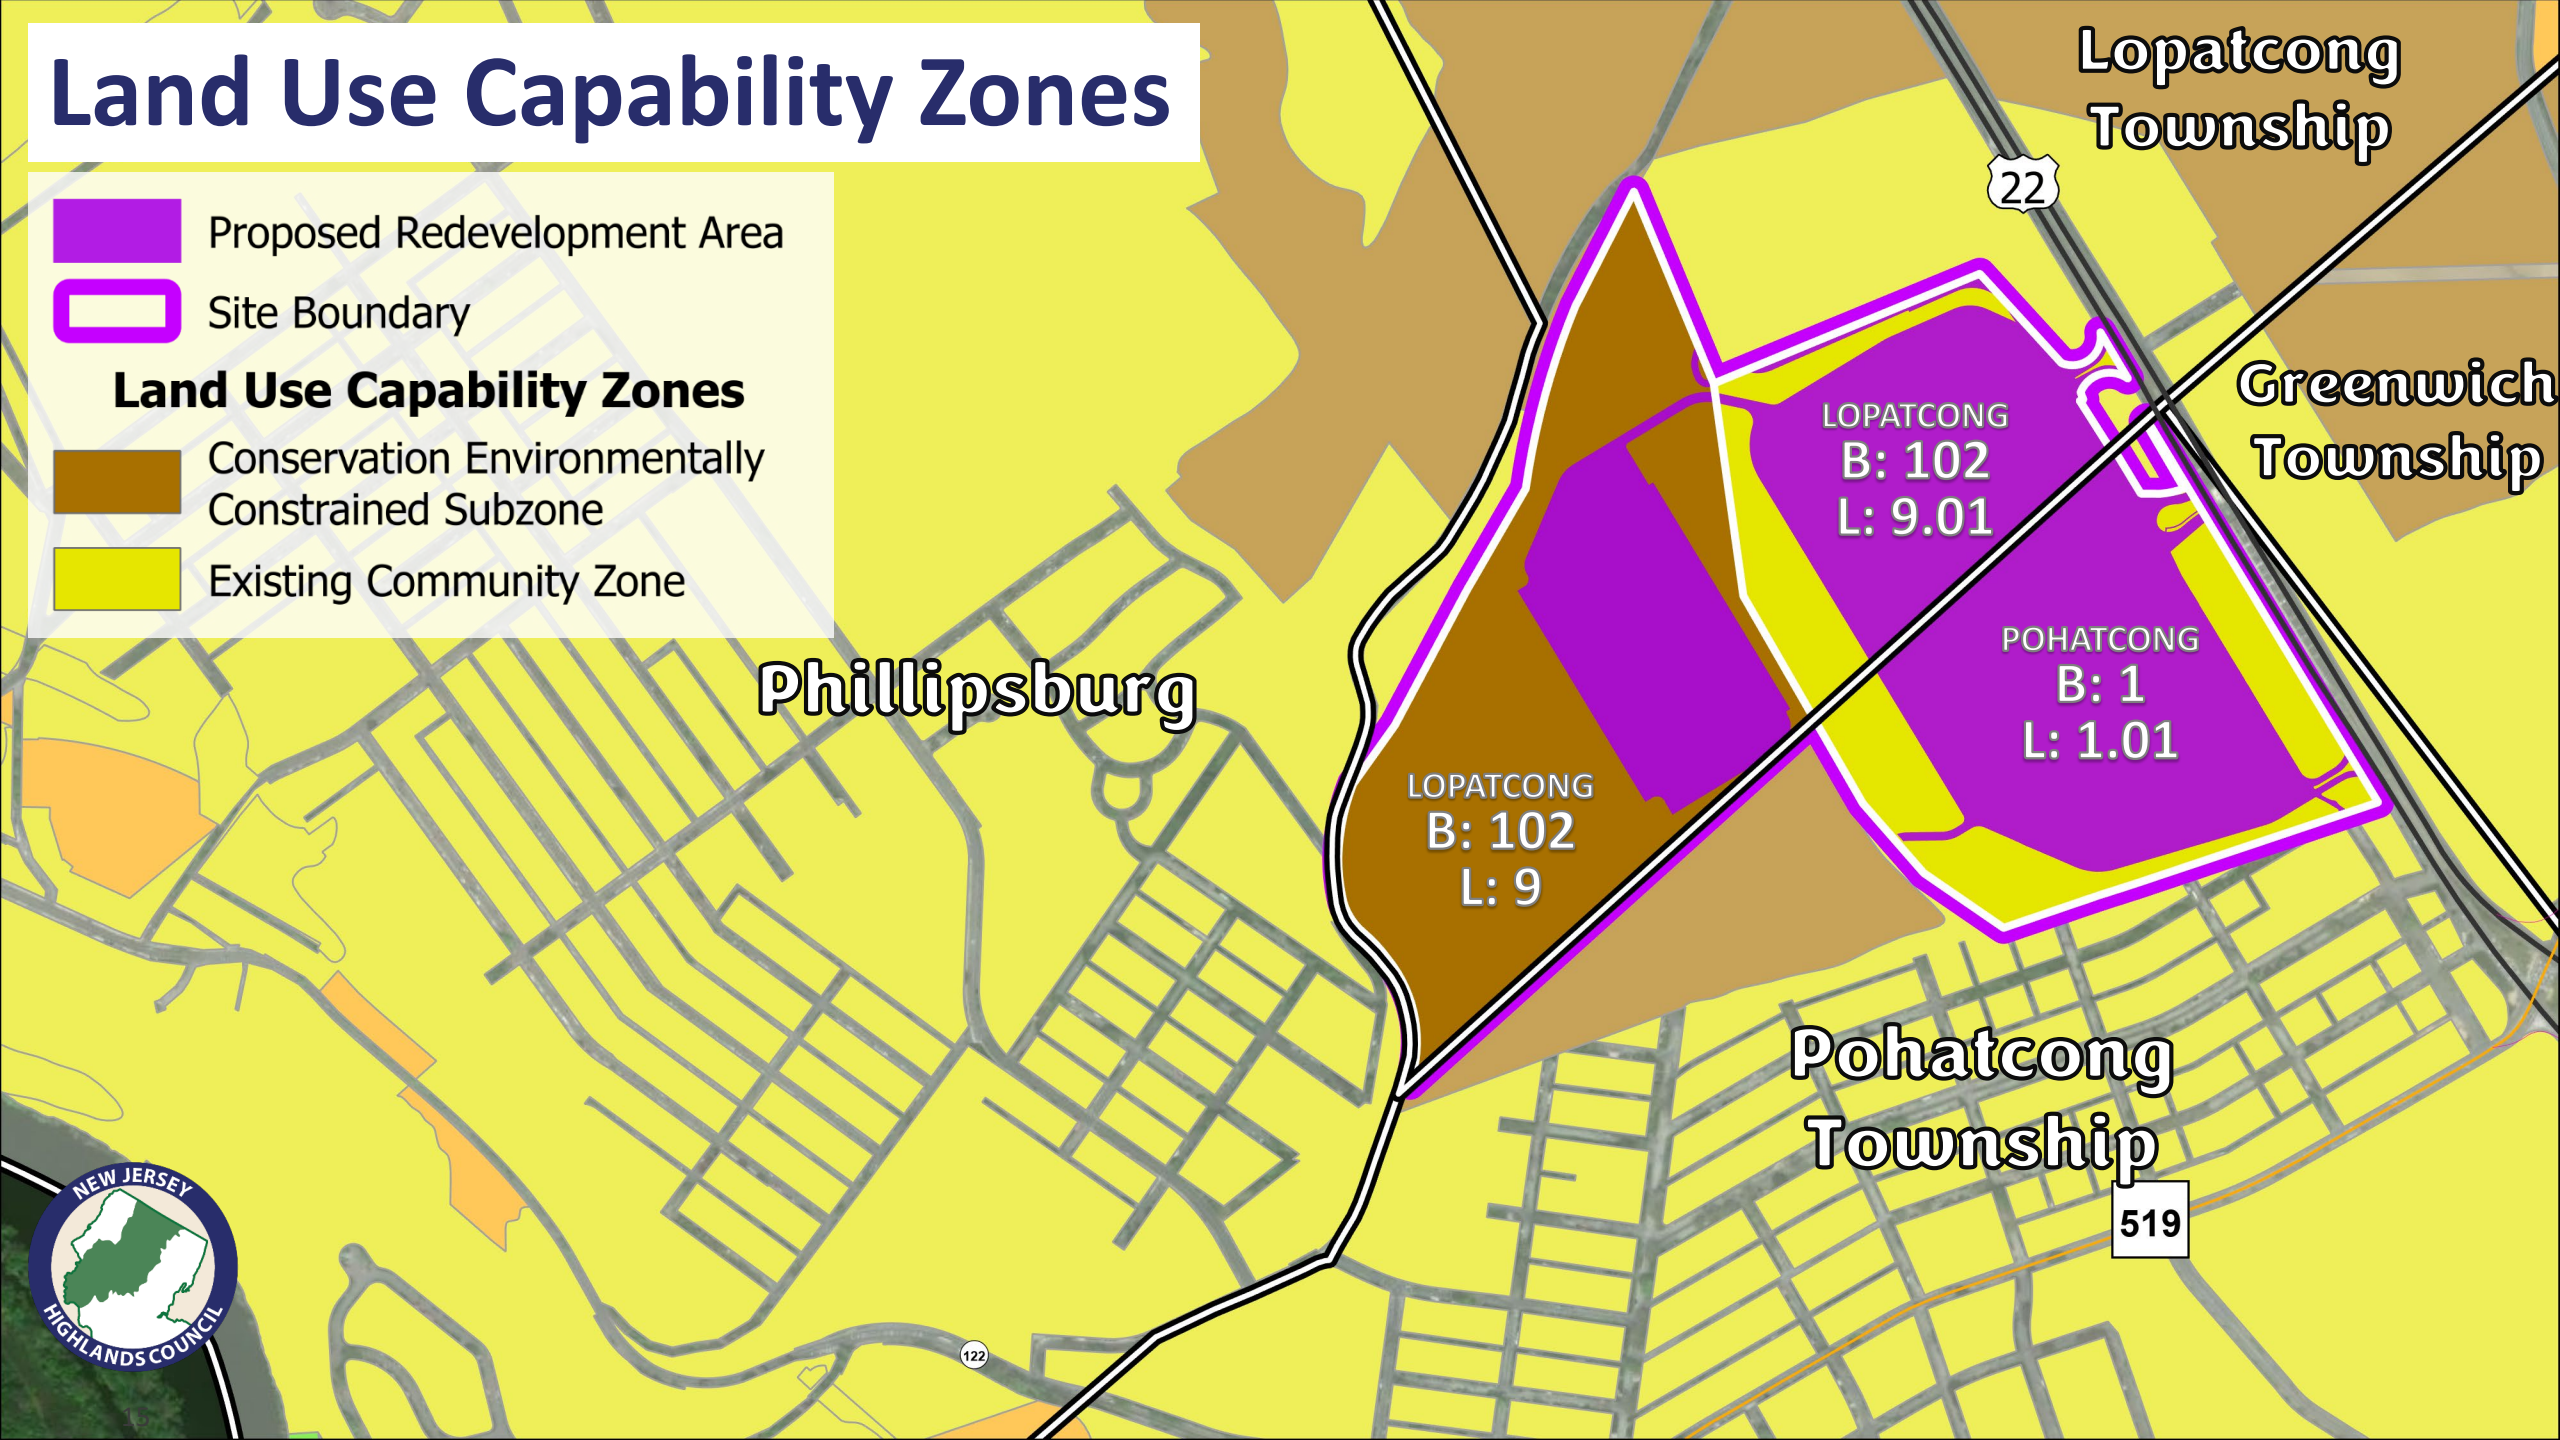 Land Use Capability Zones
Proposed Redevelopment Area
Site Boundary
Land Use Capability Zones
Conservation Environmentally
Constrained Subzone
Existing Community Zone
Lopatcong
Township
22
Greenwich
Township
LOPATCONG
B: 102
L: 9.01
POHATCONG
B: 1
L: 1.01
Phillipsburg
LOPATCONG
B: 102
L: 9
Pohatcong
Township
519
122
NEW JERSEY
HIGHLANDS COUNCIL